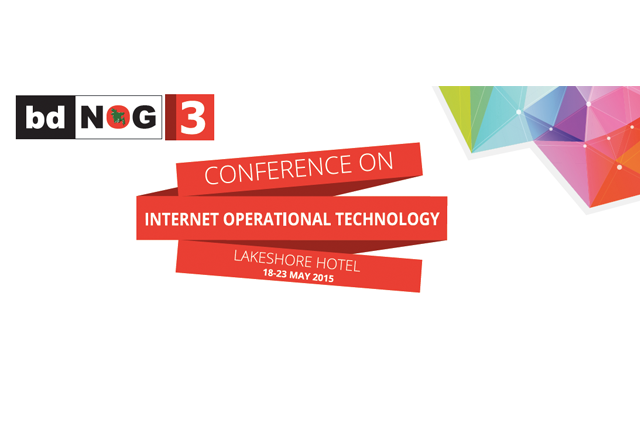 bd NOG 3
CONFERENCE ON
INTERNET OPERATIONAL TECHNOLOGY
LAKESHORE HOTEL
18-23 MAY 2015